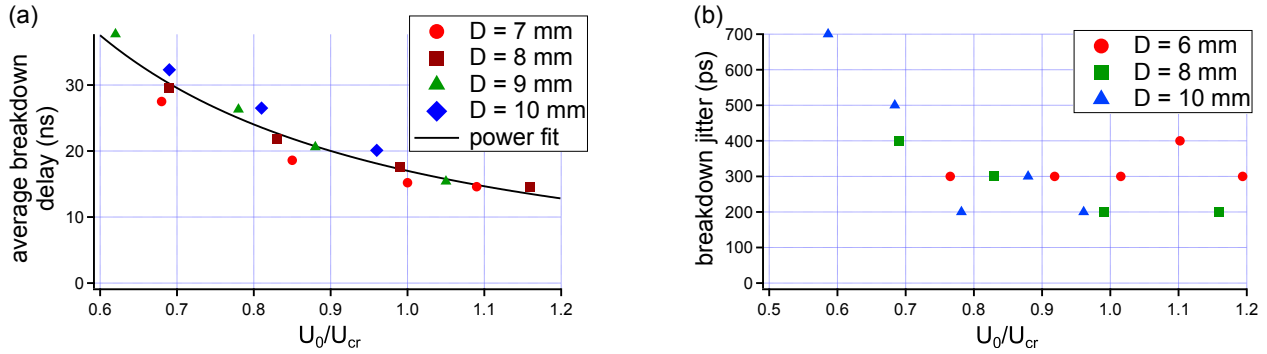 (a)
average breakdown
delay (ns)
30
20
10
0
0.6 0.7 0.8 0.9 1.0 1.1 1.2
U0/Ucr
D = 7 mm
D = 8 mm
D = 9 mm
D = 10 mm
power fit
(b)
breakdown jitter (ps)
700
600
500
400
300
200
100
0
0.5 0.6 0.7 0.8 0.9 1.0 1.1 1.2
U0/Ucr
D = 6 mm
D = 8 mm
D = 10 mm